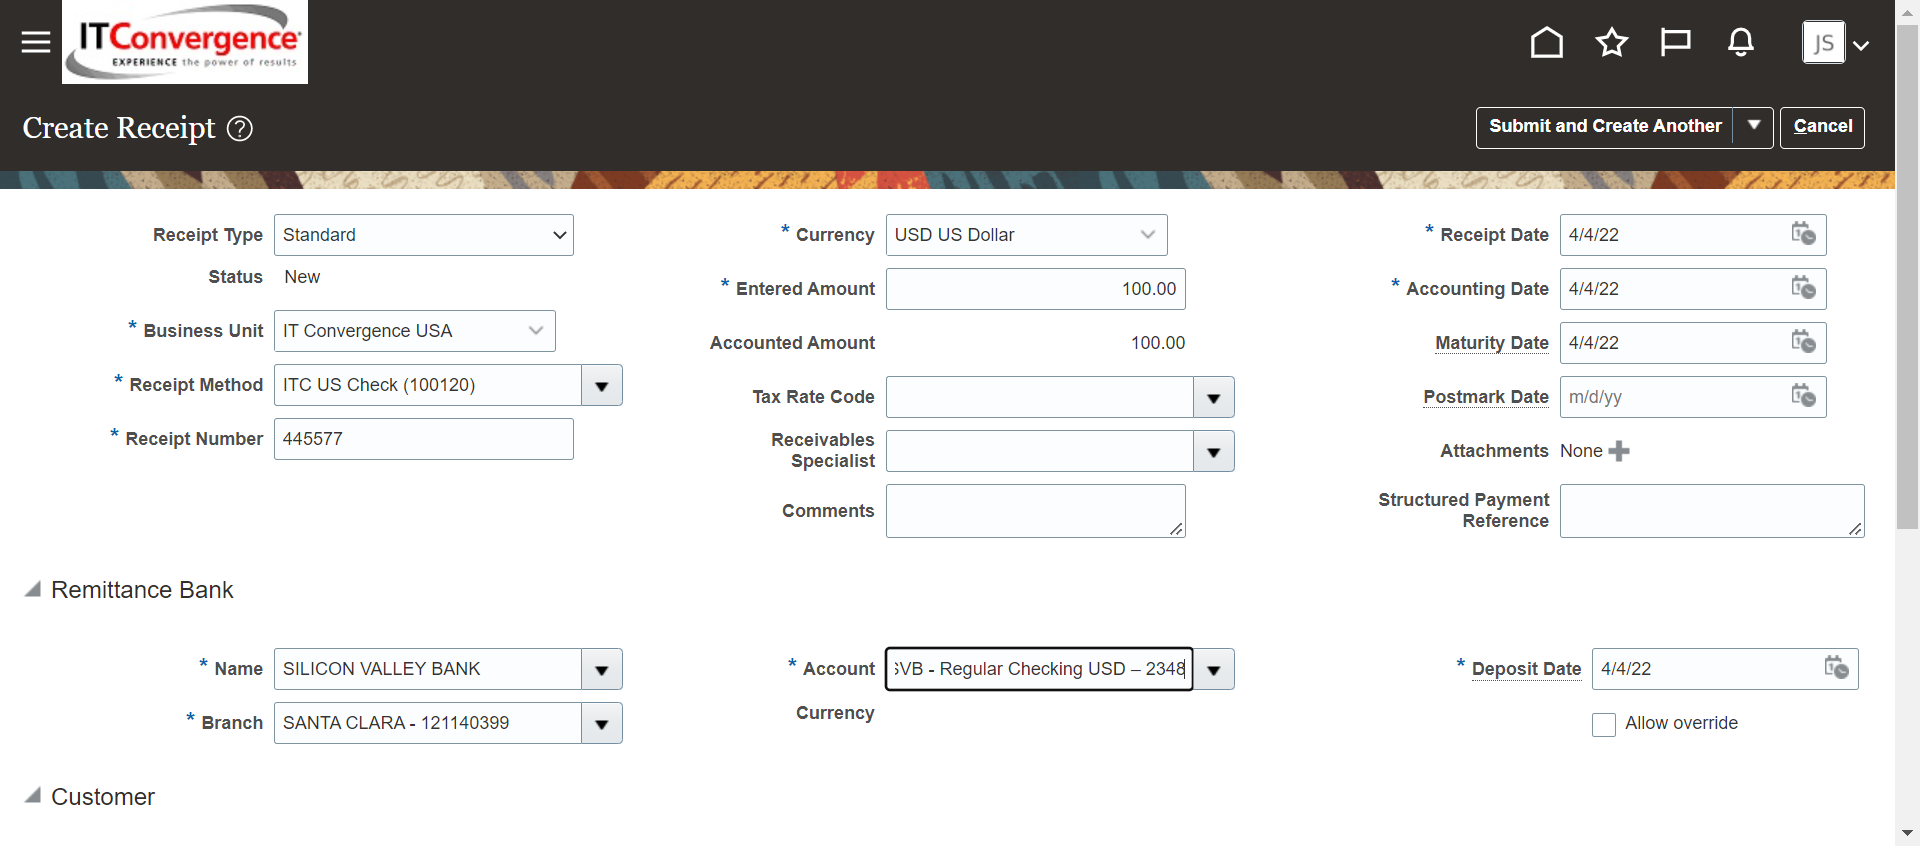 ITConvergence
EXPERIENCE the power of results
JS
Create Receipt ?
Submit and Create Another
Cancel
Receipt Type Standard
Status New
* Business Unit IT Convergence USA
* Receipt Method ITC US Check (100120)
* Receipt Number 445577
* Currency USD US Dollar
* Entered Amount 100.00
Accounted Amount 100.00
Tax Rate Code
Receivables
Specialist
Comments
* Receipt Date 4/4/22
* Accounting Date 4/4/22
Maturity Date 4/4/22
Postmark Date m/d/yy
Attachments None
Structured Payment
Reference
Remittance Bank
* Name SILICON VALLEY BANK
* Branch SANTA CLARA - 121140399
* Account SVB - Regular Checking USD – 2348
Currency
* Deposit Date 4/4/22
Allow override
Customer